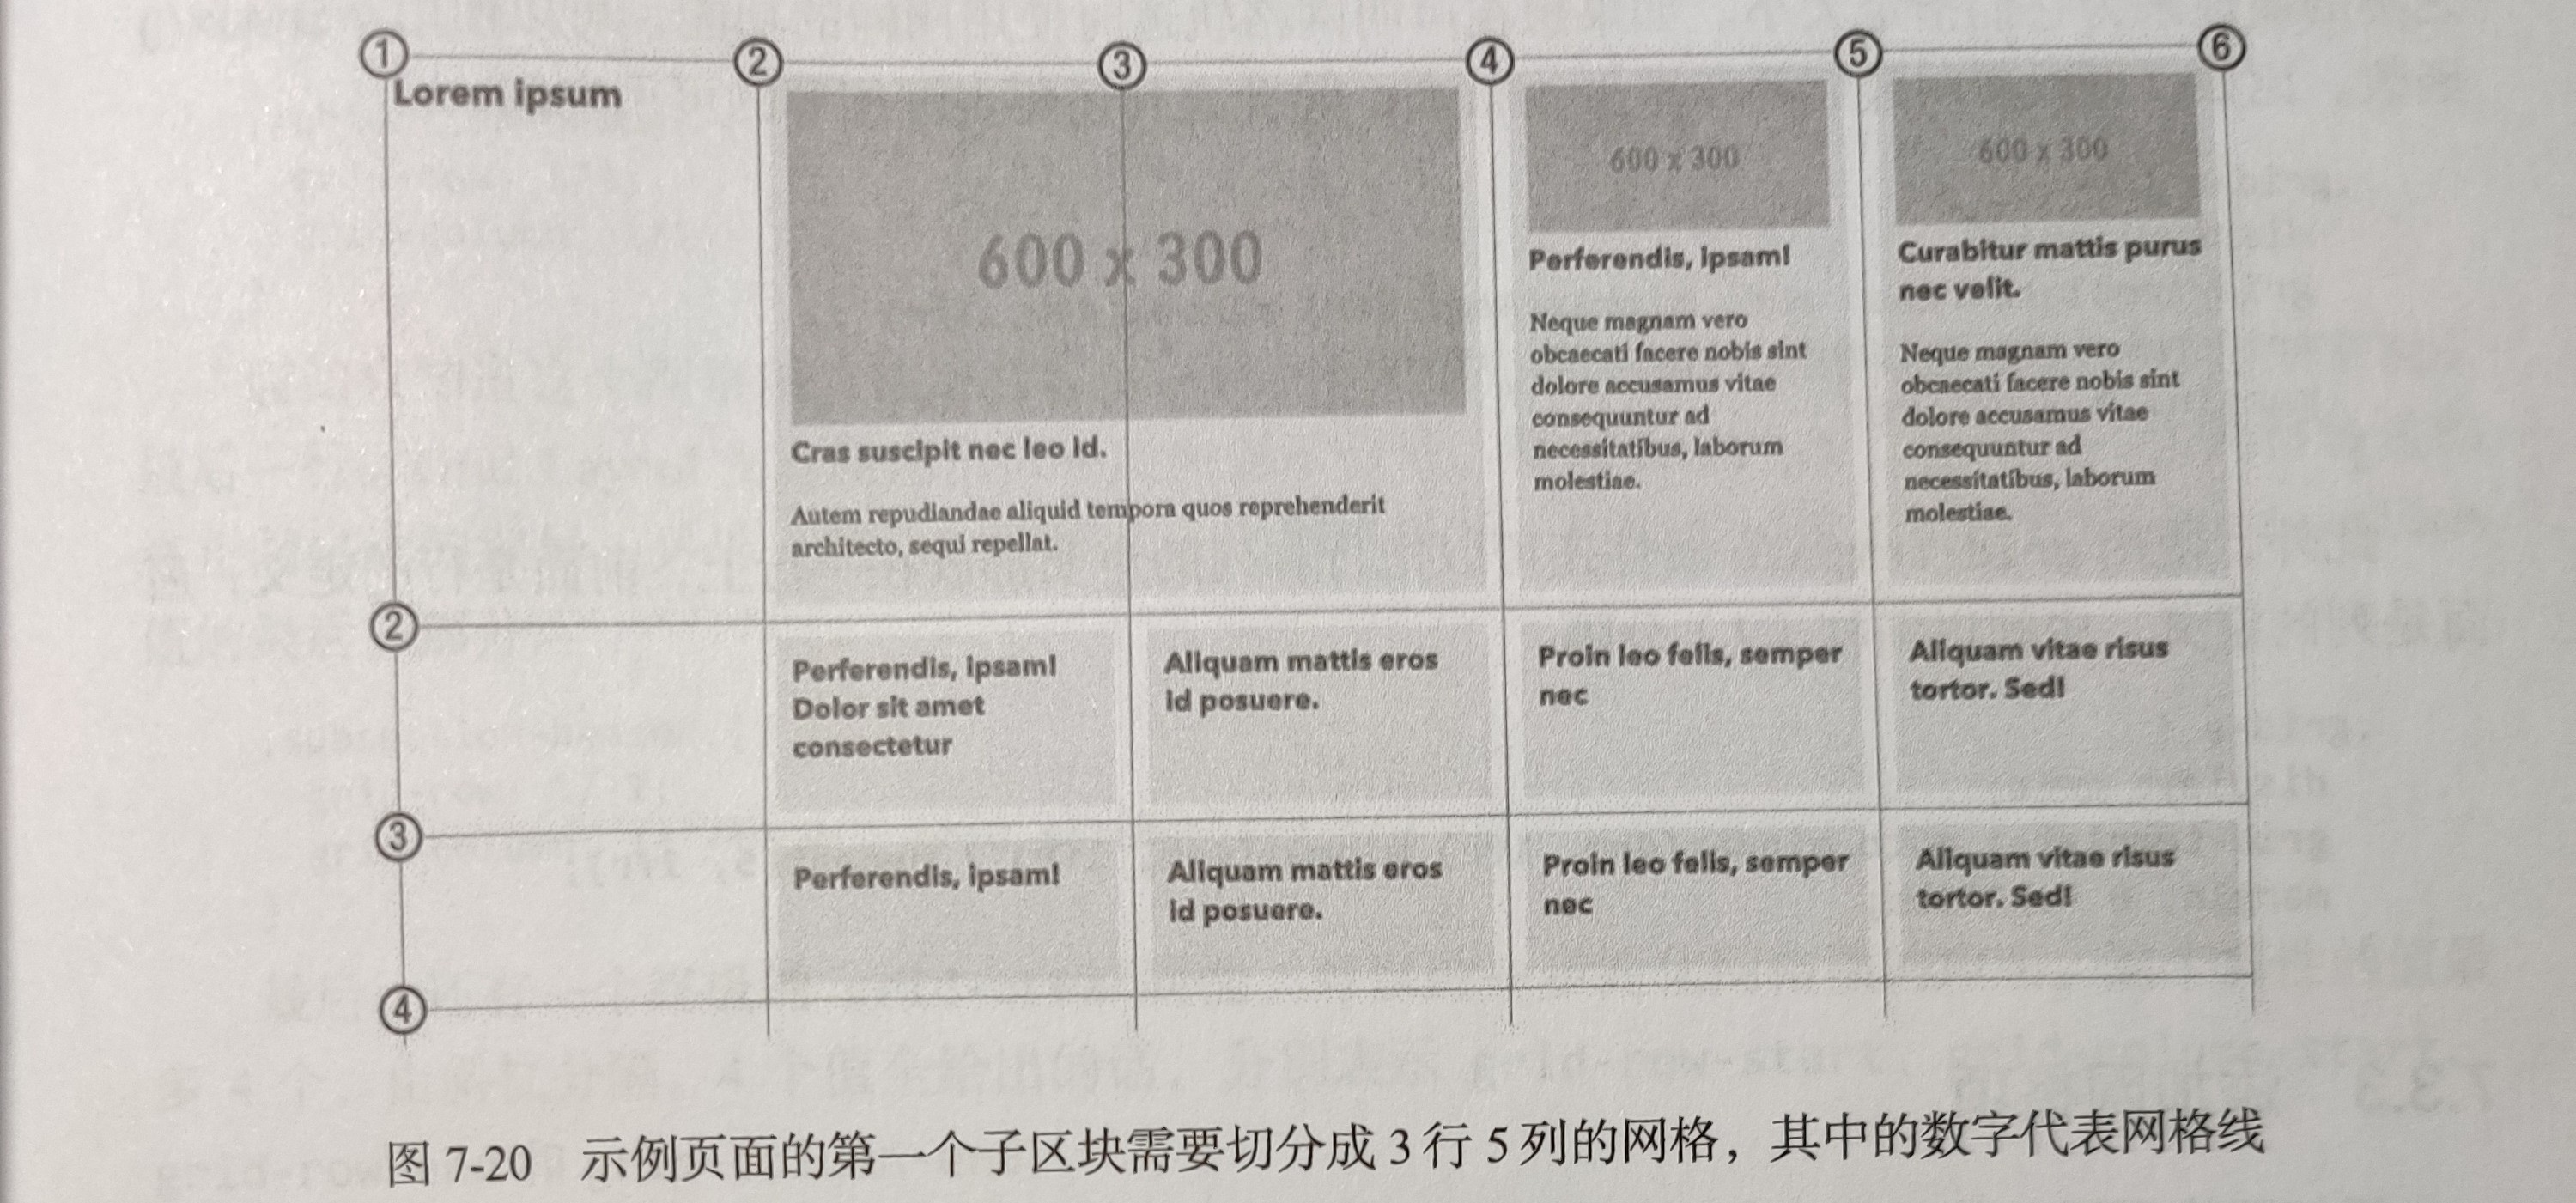 1
2
3
4
5
6
Lorem ipsum
600 x 300
Cras suscipit nec leo id.
Autem repudiandae aliquid tempora quos reprehenderit
architecto, sequi repellat.
600 x 300
Perferendis, ipsam!
Neque magnam vero
obcaecati facere nobis sint
dolore accusamus vitae
consequuntur ad
necessitatibus, laborum
molestiae.
600 x 300
Curabitur mattis purus
nec velit.
Neque magnam vero
obcaecati facere nobis sint
dolore accusamus vitae
consequuntur ad
necessitatibus, laborum
molestiae.
2
Perferendis, ipsam!
Dolor sit amet
consectetur
Aliquam mattis eros
id posuere.
Proin leo felis, semper
nec
Aliquam vitae risus
tortor. Sed!
3
Perferendis, ipsam!
Aliquam mattis eros
id posuere.
Proin leo felis, semper
nec
Aliquam vitae risus
tortor. Sed!
4
图 7-20 示例页面的第一个子区块需要切分成 3 行 5 列的网格，其中的数字代表网格线